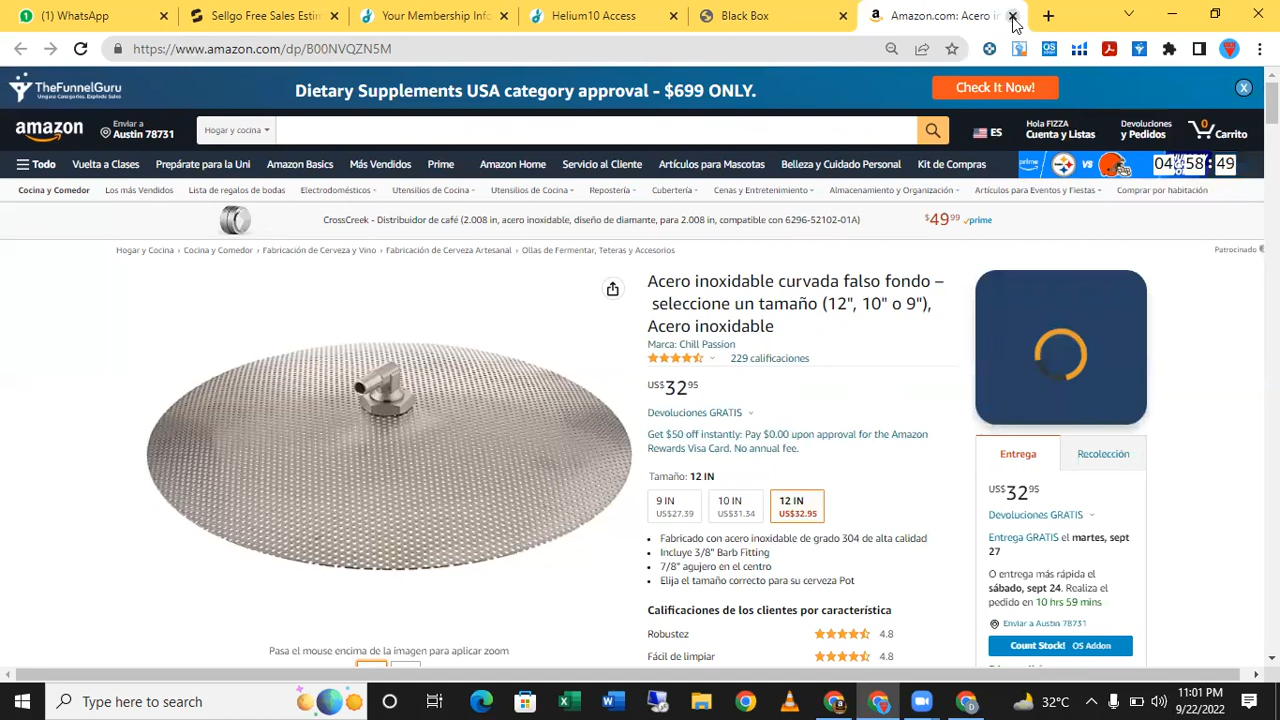 (1) WhatsApp
Sellgo Free Sales Estim
Your Membership Info
Helium10 Access
Black Box
Amazon.com: Acero in
https://www.amazon.com/dp/B00NVQZN5M
TheFunnelGuru
Dietary Supplements USA category approval - $699 ONLY.
Check It Now!
X
amazon
Enviar a
Austin 78731
Hogar y cocina
ES
Hola FIZZA
Cuenta y Listas
Devoluciones
y Pedidos
0
Carrito
Todo
Vuelta a Clases
Prepárate para la Uni
Amazon Basics
Más Vendidos
Prime
Amazon Home
Servicio al Cliente
Artículos para Mascotas
Belleza y Cuidado Personal
Kit de Compras
prime
VS
04:58:49
Cocina y Comedor
Los más Vendidos
Lista de regalos de bodas
Electrodomésticos
Utensilios de Cocina
Utensilios de Cocina
Repostería
Cubertería
Cenas y Entretenimiento
Almacenamiento y Organización
Artículos para Eventos y Fiestas
Comprar por habitación
CrossCreek - Distribuidor de café (2.008 in, acero inoxidable, diseño de diamante, para 2.008 in, compatible con 6296-52102-01A)
$49.99 prime
Hogar y Cocina › Cocina y Comedor › Fabricación de Cerveza y Vino › Fabricación de Cerveza Artesanal › Ollas de Fermentar, Teteras y Accesorios
Patrocinado
Acero inoxidable curvada falso fondo –
seleccione un tamaño (12", 10" o 9"),
Acero inoxidable
Marca: Chill Passion
229 calificaciones
US$32.95
Devoluciones GRATIS
Get $50 off instantly: Pay $0.00 upon approval for the Amazon
Rewards Visa Card. No annual fee.
Tamaño: 12 IN
9 IN
US$27.39
10 IN
US$31.34
12 IN
US$32.95
• Fabricado con acero inoxidable de grado 304 de alta calidad
• Incluye 3/8" Barb Fitting
• 7/8" agujero en el centro
• Elija el tamaño correcto para su cerveza Pot
Calificaciones de los clientes por característica
Robustez
4.8
Fácil de limpiar
4.8
Pasa el mouse encima de la imagen para aplicar zoom
Entrega
Recolección
US$32.95
Devoluciones GRATIS
Entrega GRATIS el martes, sept
27
O entrega más rápida el
sábado, sept 24. Realiza el
pedido en 10 hrs 59 mins
Enviar a Austin 78731
Count Stock! OS Addon
Type here to search
32°C
11:01 PM
9/22/2022